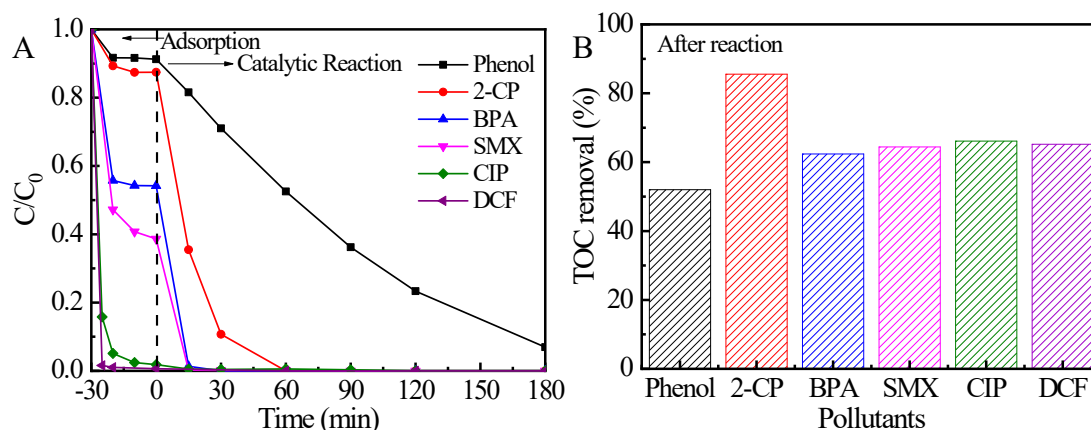 A
Adsorption
Catalytic Reaction
Phenol
2-CP
BPA
SMX
CIP
DCF
C/C0
1.0
0.8
0.6
0.4
0.2
0.0
-30 0 30 60 90 120 150 180
Time (min)
B
After reaction
TOC removal (%)
100
80
60
40
20
0
Phenol 2-CP BPA SMX CIP DCF
Pollutants